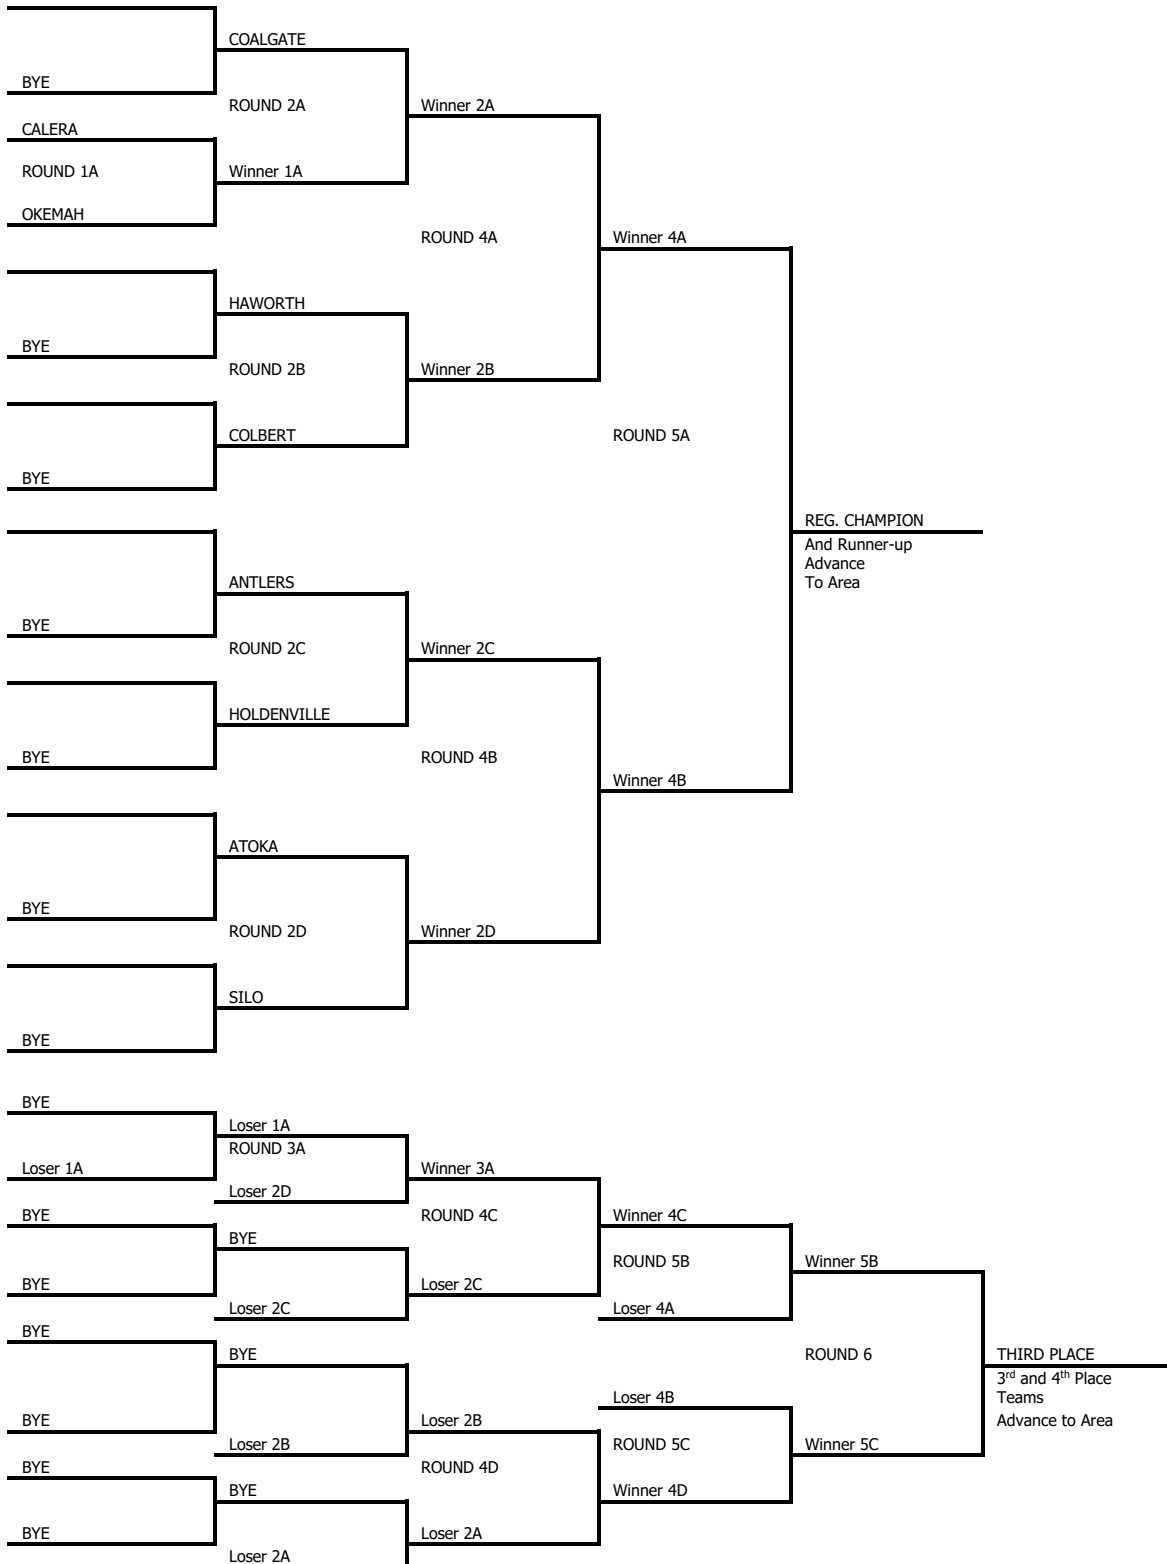 COALGATE
BYE
ROUND 2A
Winner 2A
CALERA
ROUND 1A
Winner 1A
OKEMAH
ROUND 4A
Winner 4A
HAWORTH
BYE
ROUND 2B
Winner 2B
COLBERT
ROUND 5A
BYE
REG. CHAMPION
And Runner-up
Advance
To Area
ANTLERS
BYE
ROUND 2C
Winner 2C
HOLDENVILLE
BYE
ROUND 4B
Winner 4B
ATOKA
BYE
ROUND 2D
Winner 2D
SILO
BYE
BYE
Loser 1A
ROUND 3A
Loser 1A
Winner 3A
Loser 2D
BYE
ROUND 4C
Winner 4C
BYE
ROUND 5B
Winner 5B
BYE
Loser 2C
Loser 2C
Loser 4A
BYE
BYE
ROUND 6
THIRD PLACE
3rd and 4th Place
Teams
Advance to Area
Loser 4B
BYE
Loser 2B
Loser 2B
ROUND 5C
Winner 5C
BYE
ROUND 4D
BYE
Winner 4D
BYE
Loser 2A
Loser 2A